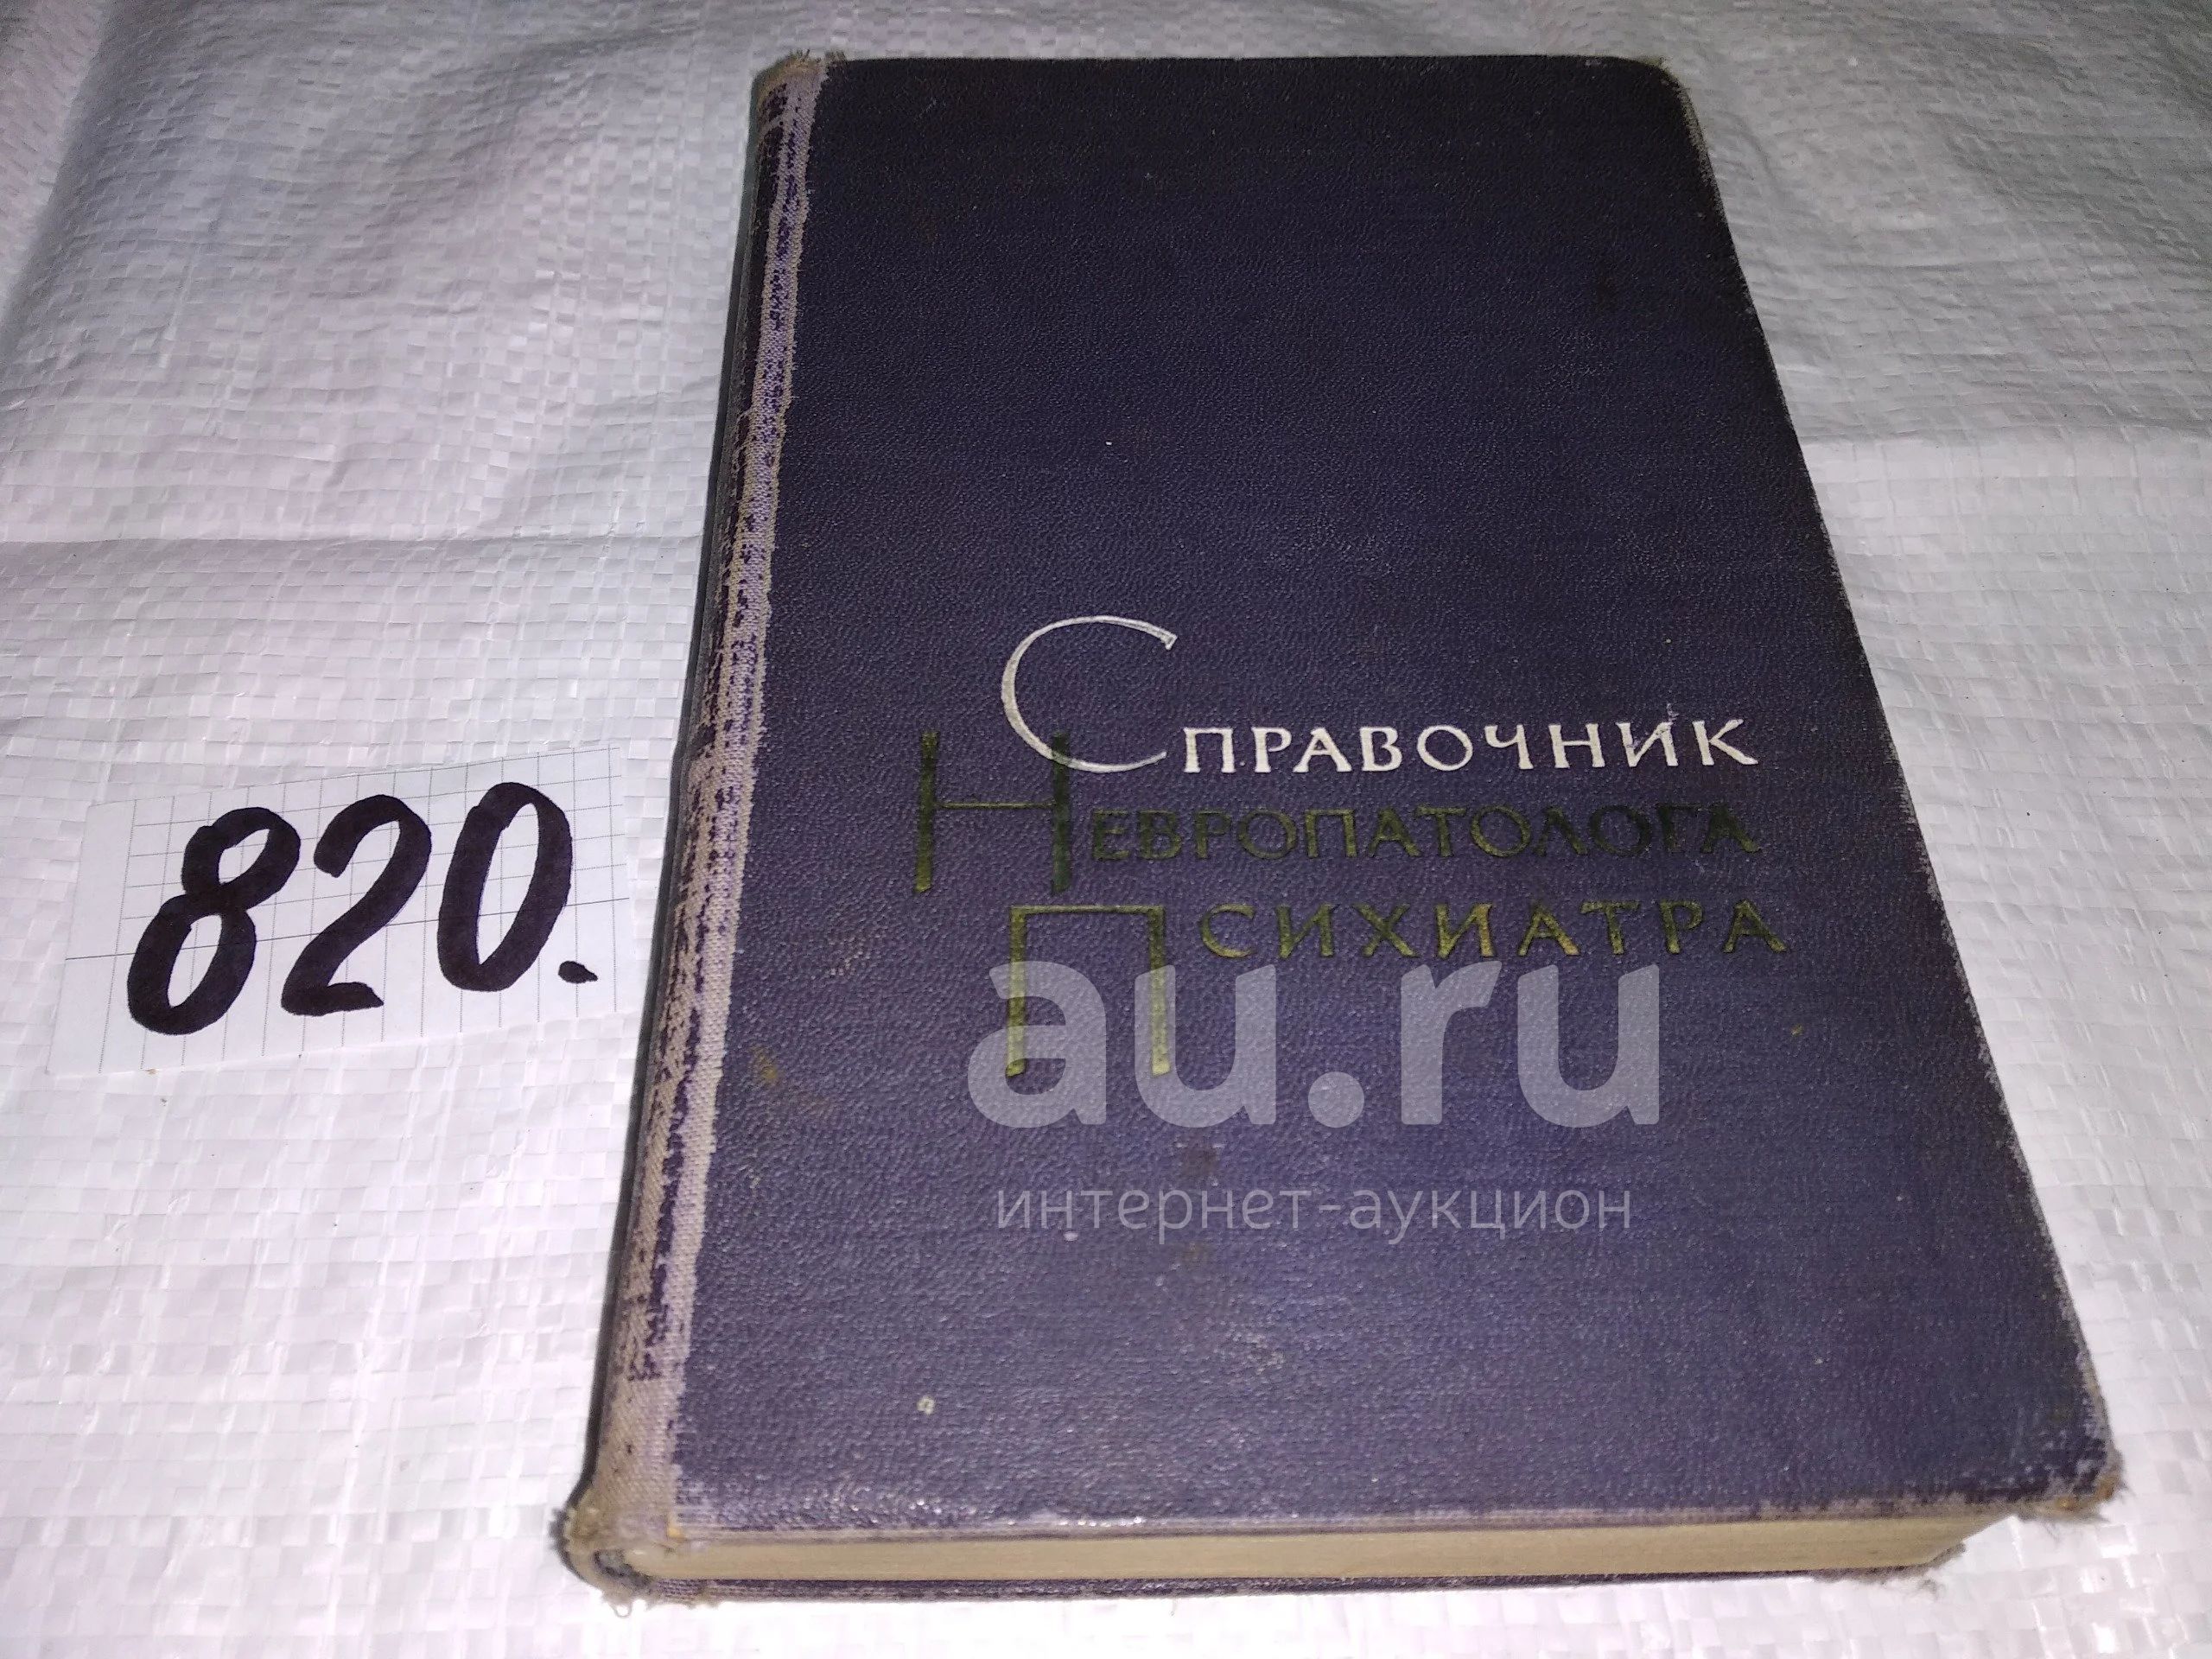 Справочник
Невропатолога
Психиатра
820.
au.ru
интернет-аукцион